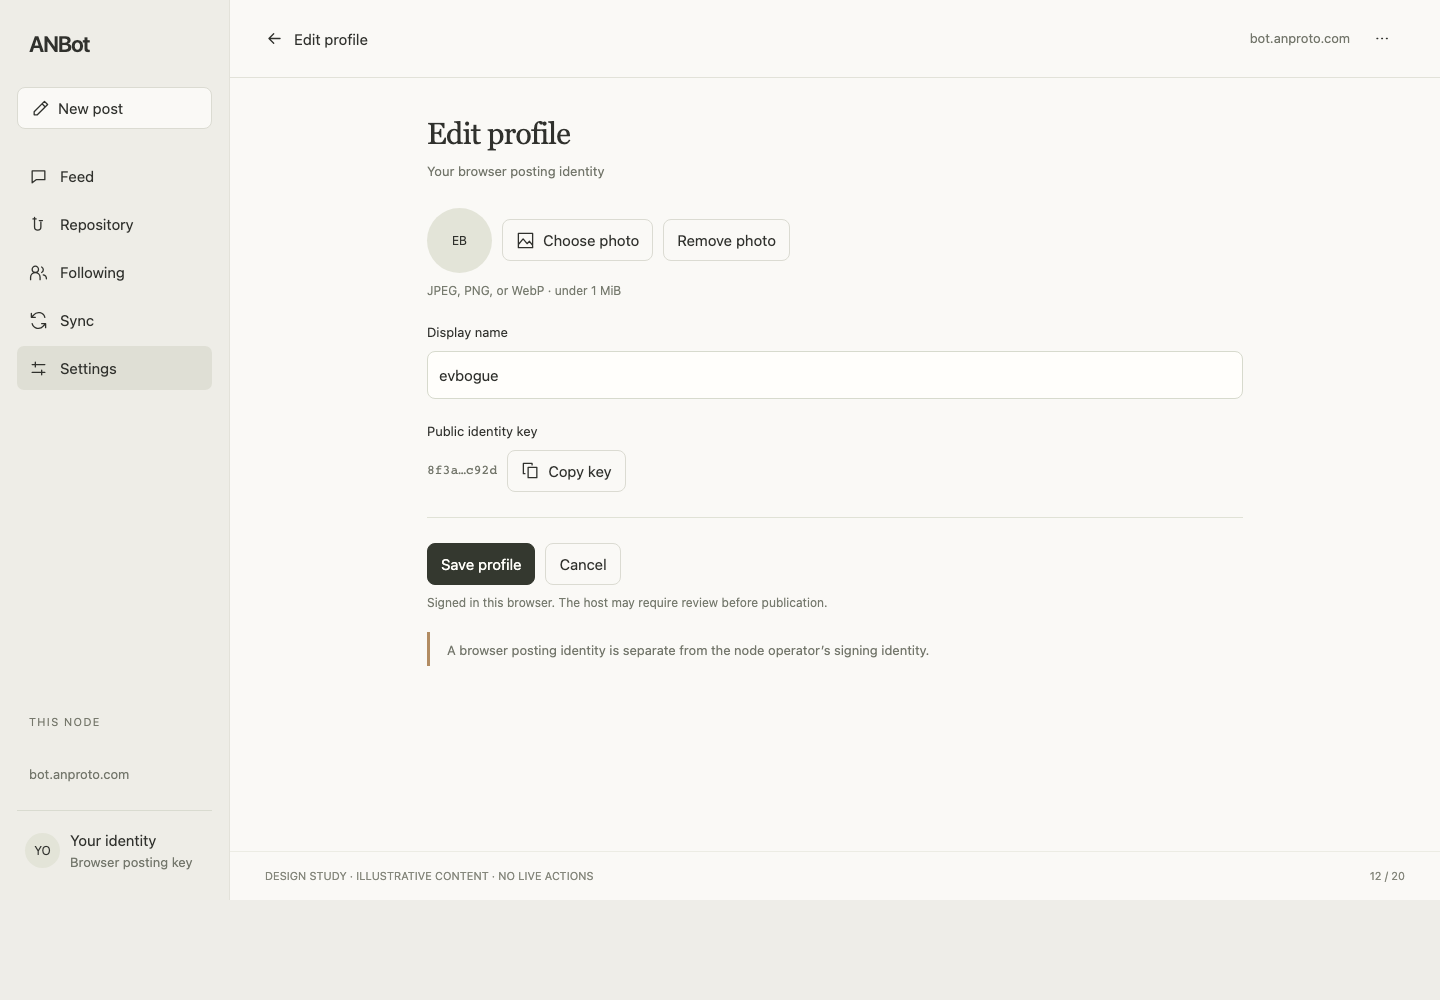 ANBot
New post
Feed
Repository
Following
Sync
Settings
THIS NODE
bot.anproto.com
YO
Your identity
Browser posting key
Edit profile
bot.anproto.com
···
Edit profile
Your browser posting identity
EB
Choose photo
Remove photo
JPEG, PNG, or WebP · under 1 MiB
Display name
evbogue
Public identity key
8f3a…c92d
Copy key
Save profile
Cancel
Signed in this browser. The host may require review before publication.
A browser posting identity is separate from the node operator’s signing identity.
DESIGN STUDY · ILLUSTRATIVE CONTENT · NO LIVE ACTIONS
12 / 20